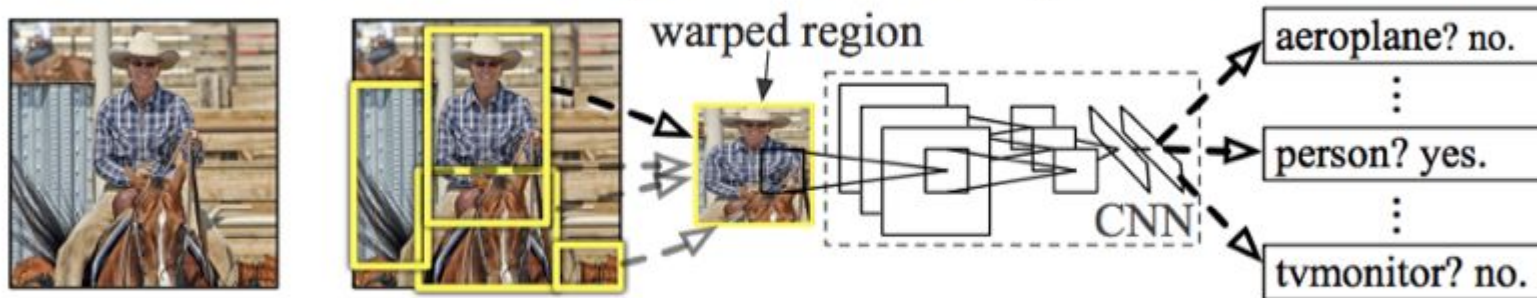 warped region
aeroplane? no.
person? yes.
CNN
tvmonitor? no.